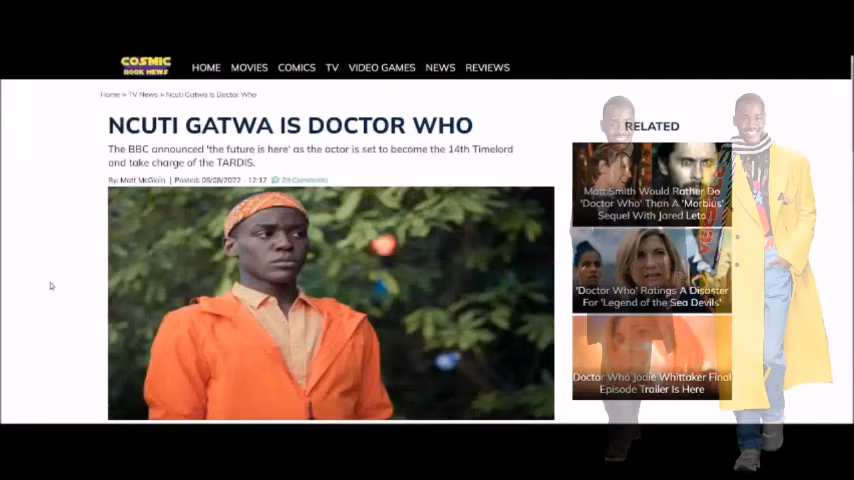 COSMIC
BOOK NEWS
HOME MOVIES COMICS TV VIDEO GAMES NEWS REVIEWS
Home » TV News » Ncuti Gatwa Is Doctor Who
NCUTI GATWA IS DOCTOR WHO
The BBC announced 'the future is here' as the actor is set to become the 14th Timelord
and take charge of the TARDIS.
By: Matt McGloin | Posted: 05/08/2022 - 12:17 29 Comments
RELATED
Matt Smith Would Rather Do
'Doctor Who' Than A 'Morbius'
Sequel With Jared Leto
'Doctor Who' Ratings A Disaster
For 'Legend of the Sea Devils'
Doctor Who Jodie Whittaker Final
Episode Trailer Is Here